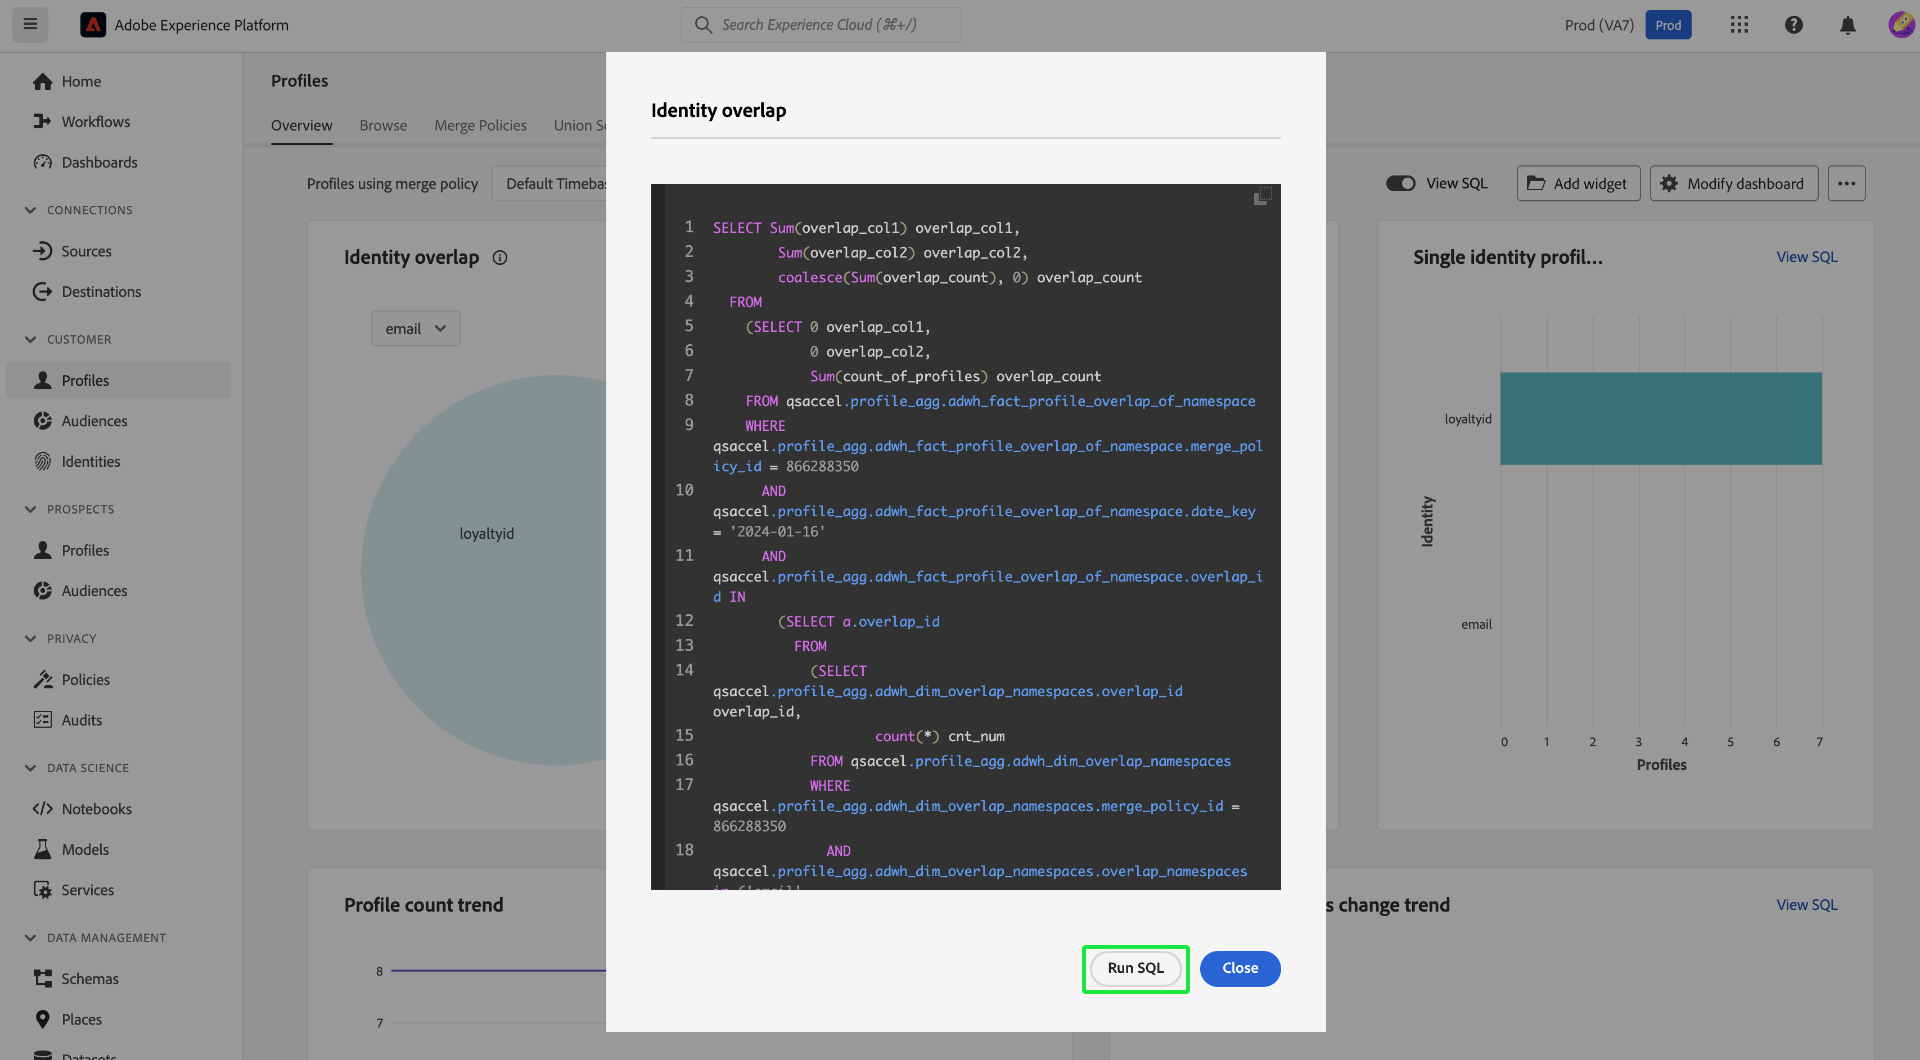 Adobe Experience Platform
Search Experience Cloud (⌘+/)
Prod (VA7)
Prod
Home
Workflows
Dashboards
CONNECTIONS
Sources
Destinations
CUSTOMER
Profiles
Audiences
Identities
PROSPECTS
Profiles
Audiences
PRIVACY
Policies
Audits
DATA SCIENCE
Notebooks
Models
Services
DATA MANAGEMENT
Schemas
Places
Datasets
Profiles
Overview
Browse
Merge Policies
Union
Profiles using merge policy
Default
View SQL
Add widget
Modify dashboard
Identity overlap
email
loyaltyid
Profile count trend
8
7
Identity overlap
1 SELECT Sum(overlap_col1) overlap_col1,
2 Sum(overlap_col2) overlap_col2,
3 coalesce(Sum(overlap_count), 0) overlap_count
4 FROM
5 (SELECT 0 overlap_col1,
6 0 overlap_col2,
7 Sum(count_of_profiles) overlap_count
8 FROM qsaccel.profile_agg.adwh_fact_profile_overlap_of_namespace
9 WHERE
qsaccel.profile_agg.adwh_fact_profile_overlap_of_namespace.merge_pol
icy_id = 866288350
10 AND
qsaccel.profile_agg.adwh_fact_profile_overlap_of_namespace.date_key
= '2024-01-16'
11 AND
qsaccel.profile_agg.adwh_fact_profile_overlap_of_namespace.overlap_i
d IN
12 (SELECT a.overlap_id
13 FROM
14 (SELECT
qsaccel.profile_agg.adwh_dim_overlap_namespaces.overlap_id
overlap_id,
15 count(*) cnt_num
16 FROM qsaccel.profile_agg.adwh_dim_overlap_namespaces
17 WHERE
qsaccel.profile_agg.adwh_dim_overlap_namespaces.merge_policy_id =
866288350
18 AND
qsaccel.profile_agg.adwh_dim_overlap_namespaces.overlap_namespaces
Run SQL
Close
Single identity profil...
View SQL
loyaltyid
Identity
email
0 1 2 3 4 5 6 7
Profiles
s change trend
View SQL